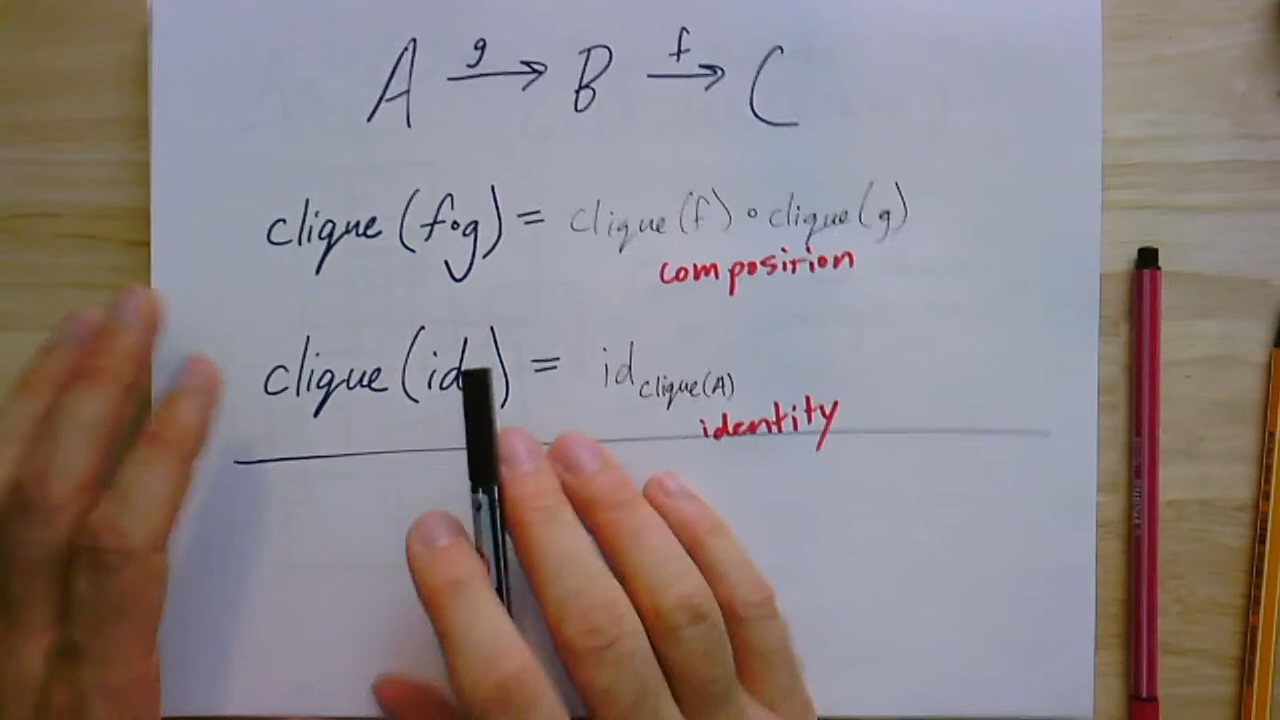 A g→ B f→ C
clique(f∘g) = clique(f)∘clique(g)
composition
clique(id ) = id clique(A)
identity